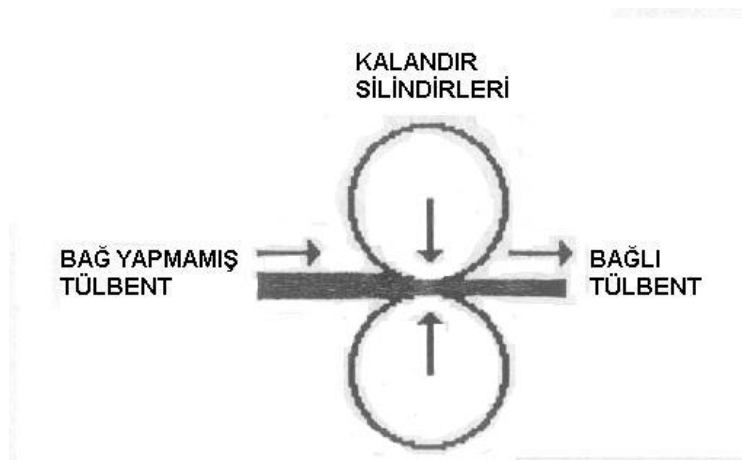 KALANDIR
SİLİNDİRLERİ
BAĞ YAPMAMIŞ
TÜLBENT
BAĞLI
TÜLBENT